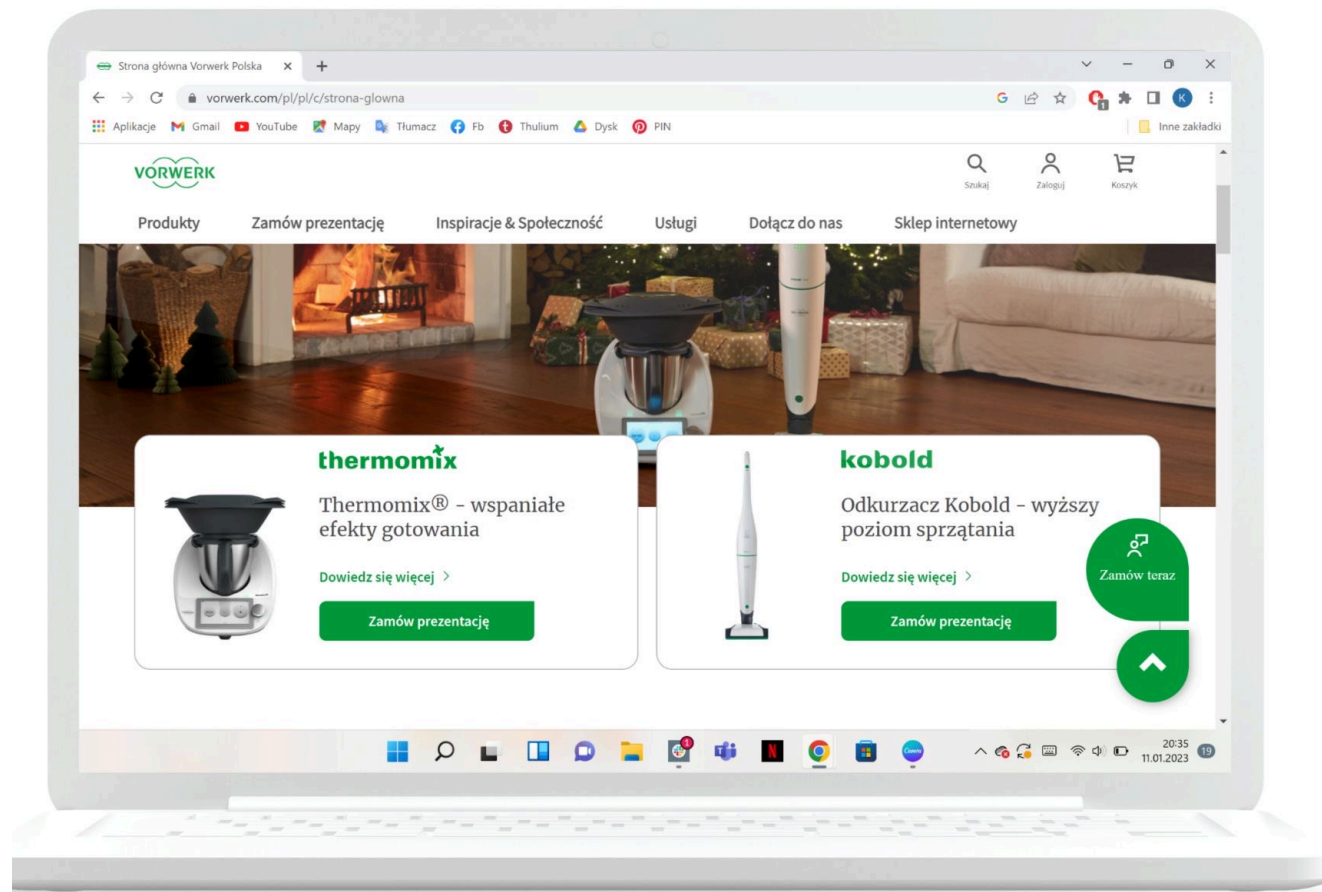 Strona główna Vorwerk Polska
vorwerk.com/pl/pl/c/strona-glowna
Aplikacje Gmail YouTube Mapy Tłumacz Fb Thulium Dysk PIN Inne zakładki
VORWERK
Szukaj Zaloguj Koszyk
Produkty Zamów prezentację Inspiracje & Społeczność Usługi Dołącz do nas Sklep internetowy
thermomix
Thermomix® - wspaniałe
efekty gotowania
Dowiedz się więcej >
Zamów prezentację
kobold
Odkurzacz Kobold - wyższy
poziom sprzątania
Dowiedz się więcej >
Zamów prezentację
Zamów teraz
20:35
11.01.2023
19